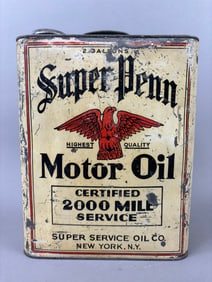 2 GALLONS
Super Penn
HIGHEST QUALITY
Motor Oil
CERTIFIED
2000 MILE
SERVICE
SUPER SERVICE OIL CO.
NEW YORK, N.Y.